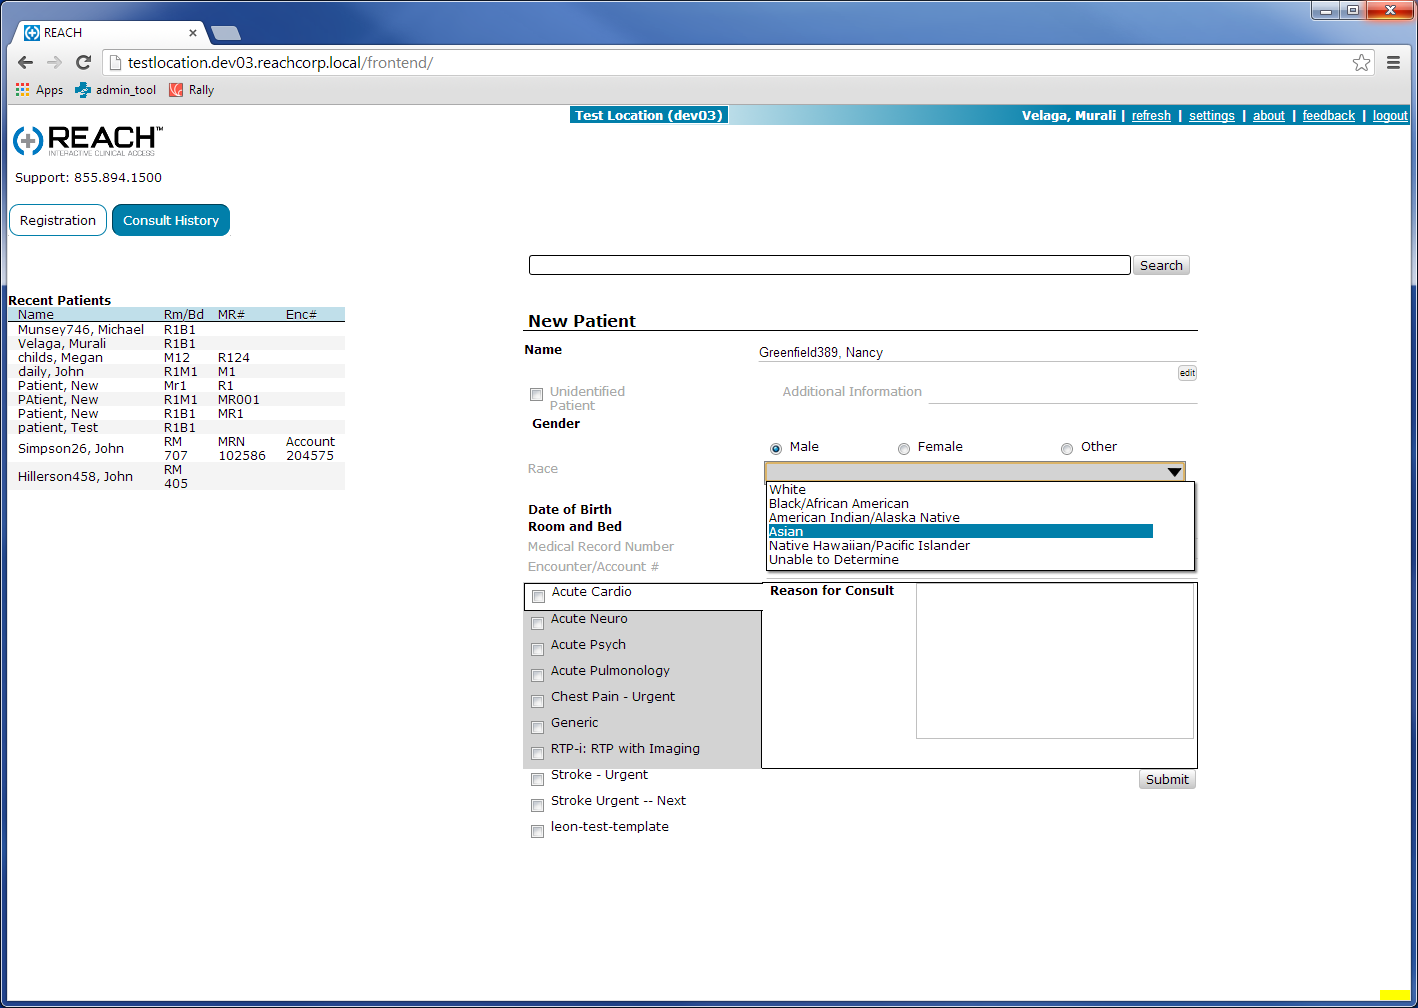 REACH
testlocation.dev03.reachcorp.local/frontend/
Apps admin_tool Rally
Test Location (dev03) Velaga, Murali | refresh | settings | about | feedback | logout
REACH™
INTERACTIVE CLINICAL ACCESS
Support: 855.894.1500
Registration Consult History
Search
Recent Patients
Name Rm/Bd MR# Enc#
Munsey746, Michael R1B1
Velaga, Murali R1B1
childs, Megan M12 R124
daily, John R1M1 M1
Patient, New Mr1 R1
PAtient, New R1M1 MR001
Patient, New R1B1 MR1
patient, Test R1B1
Simpson26, John RM 707 MRN 102586 Account 204575
Hillerson458, John RM 405
New Patient
Name Greenfield389, Nancy
edit
Unidentified Patient Additional Information
Gender
Male Female Other
Race
White
Black/African American
American Indian/Alaska Native
Asian
Native Hawaiian/Pacific Islander
Unable to Determine
Date of Birth
Room and Bed
Medical Record Number
Encounter/Account #
Acute Cardio
Acute Neuro
Acute Psych
Acute Pulmonology
Chest Pain - Urgent
Generic
RTP-i: RTP with Imaging
Stroke - Urgent
Stroke Urgent -- Next
leon-test-template
Reason for Consult
Submit